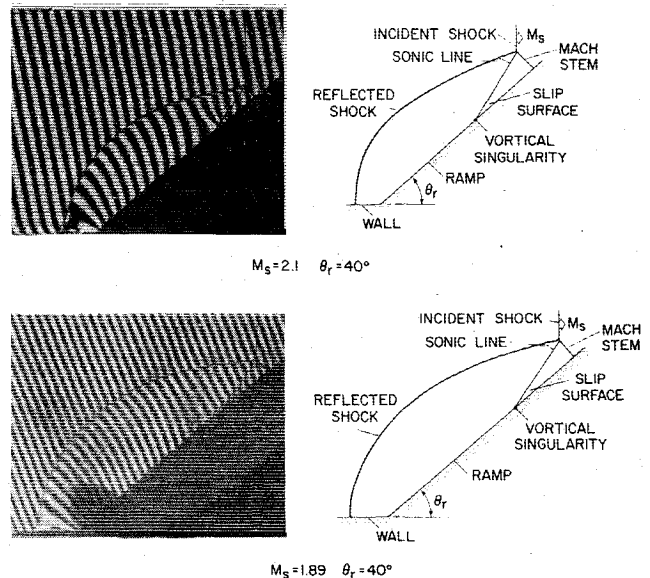 INCIDENT SHOCK
Ms
SONIC LINE
MACH
STEM
REFLECTED
SHOCK
SLIP
SURFACE
VORTICAL
SINGULARITY
RAMP
θr
WALL
Ms=2.1 θr=40°
INCIDENT SHOCK
Ms
SONIC LINE
MACH
STEM
SLIP
SURFACE
REFLECTED
SHOCK
VORTICAL
SINGULARITY
RAMP
θr
WALL
Ms=1.89 θr=40°